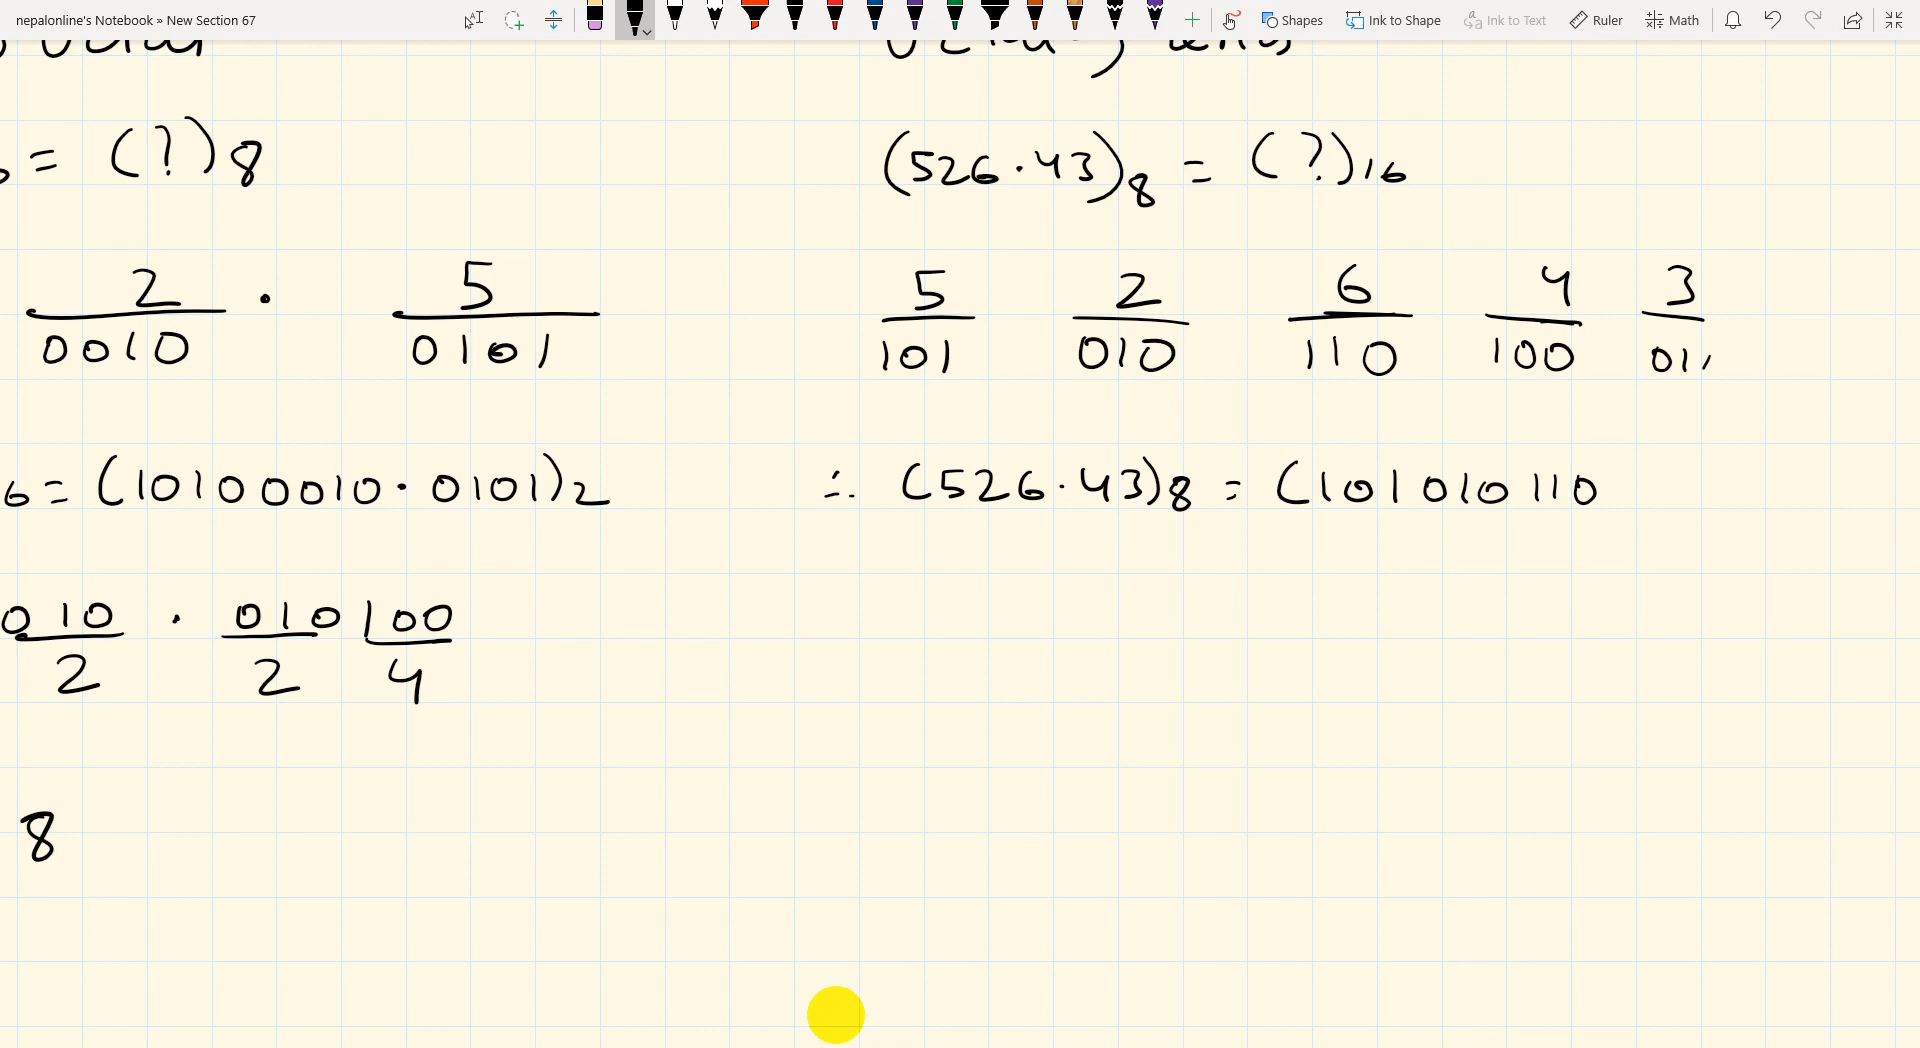 nepalonline's Notebook » New Section 67
Shapes Ink to Shape Ink to Text Ruler Math
= (?)8
2 . 5
0010 0101
6 = (10100010.0101)2
010 . 010 100
2 2 4
8
(526.43)8 = (?)16
5 2 6 4 3
101 010 110 100 011
∴ (526.43)8 = (101010110